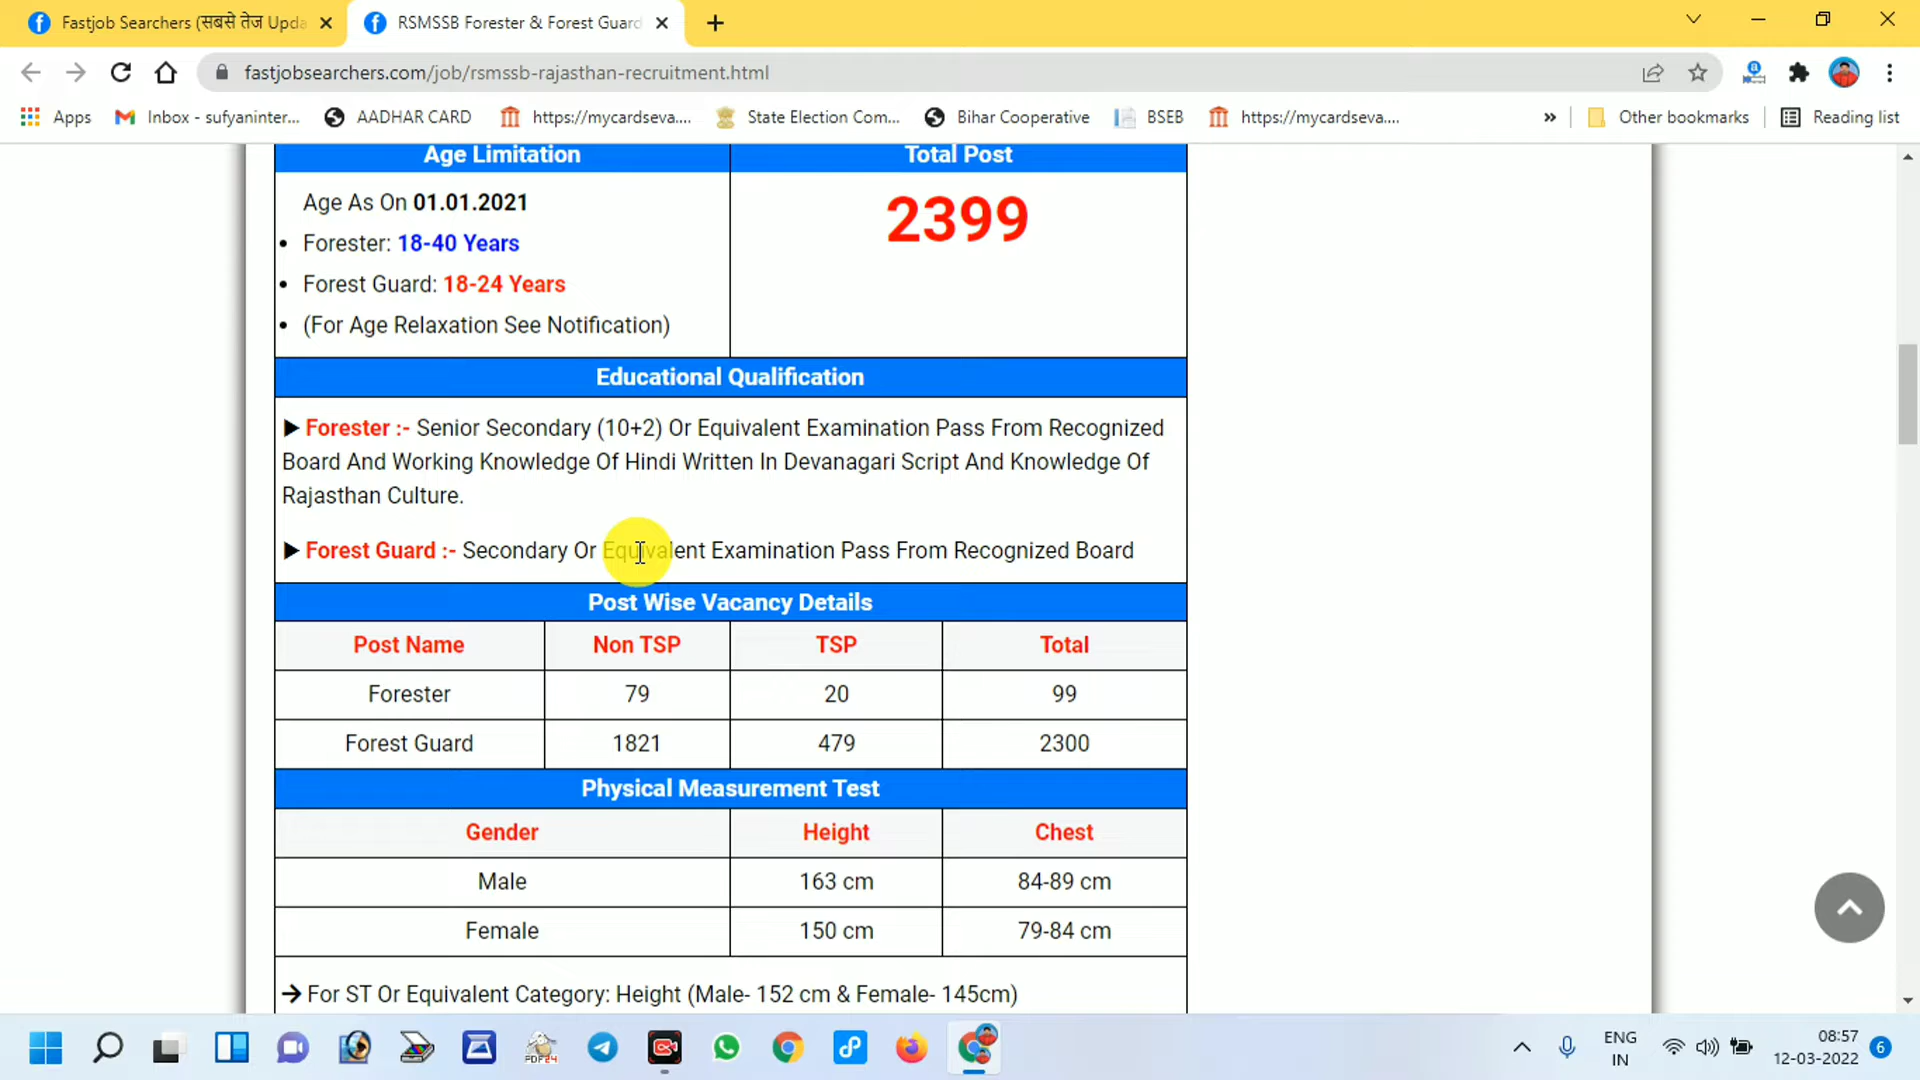 Fastjob Searchers (सबसे तेज Upda
RSMSSB Forester & Forest Guard
fastjobsearchers.com/job/rsmssb-rajasthan-recruitment.html
Apps
Inbox - sufyaninter...
AADHAR CARD
https://mycardseva....
State Election Com...
Bihar Cooperative
BSEB
https://mycardseva....
»
Other bookmarks
Reading list
Age Limitation
Total Post
Age As On 01.01.2021
2399
• Forester: 18-40 Years
• Forest Guard: 18-24 Years
• (For Age Relaxation See Notification)
Educational Qualification
▶ Forester :- Senior Secondary (10+2) Or Equivalent Examination Pass From Recognized
Board And Working Knowledge Of Hindi Written In Devanagari Script And Knowledge Of
Rajasthan Culture.
▶ Forest Guard :- Secondary Or Equivalent Examination Pass From Recognized Board
Post Wise Vacancy Details
Post Name Non TSP TSP Total
Forester 79 20 99
Forest Guard 1821 479 2300
Physical Measurement Test
Gender Height Chest
Male 163 cm 84-89 cm
Female 150 cm 79-84 cm
→ For ST Or Equivalent Category: Height (Male- 152 cm & Female- 145cm)
PDF24
ENG
IN
08:57
12-03-2022
6